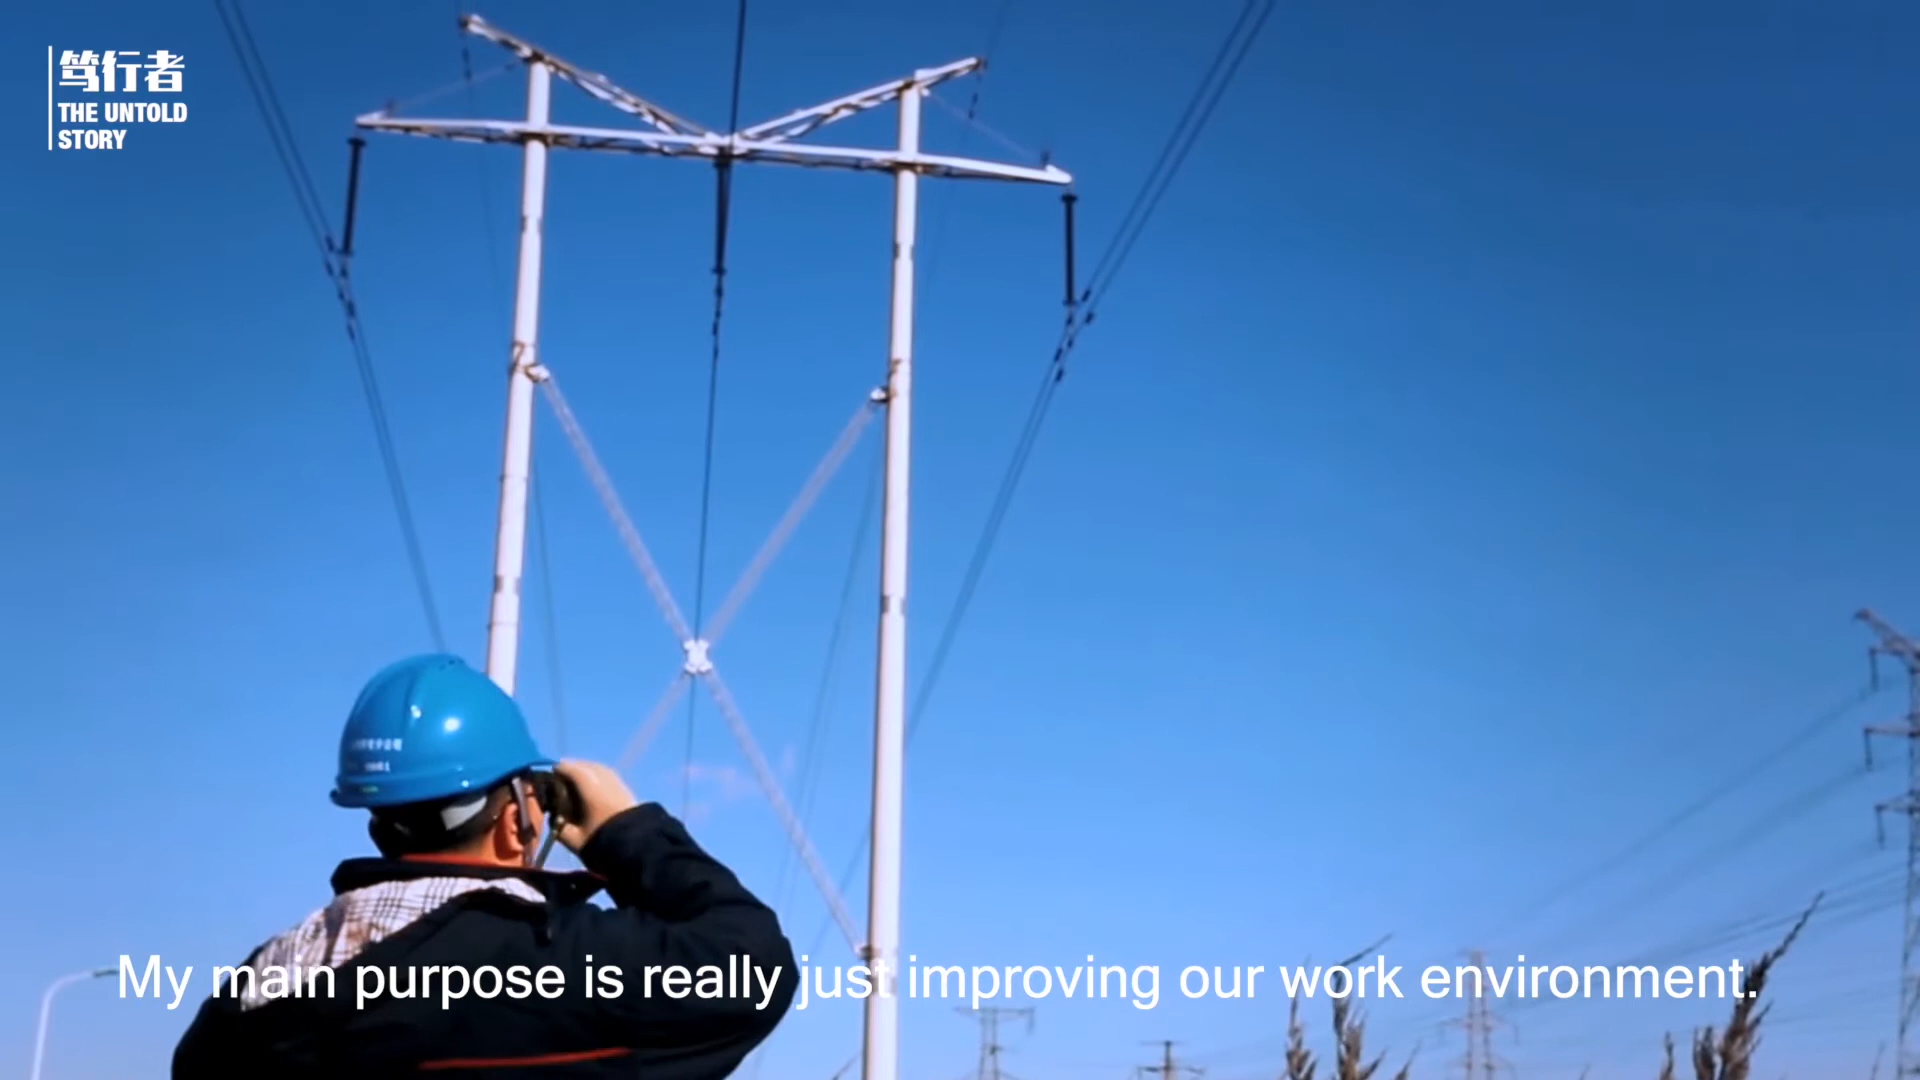 笃行者
THE UNTOLD
STORY
My main purpose is really just improving our work environment.